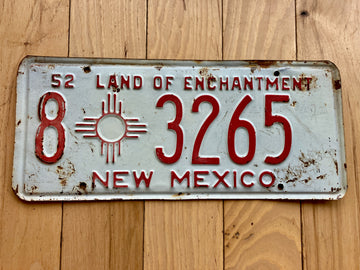 52 LAND OF ENCHANTMENT
8 3265
NEW MEXICO